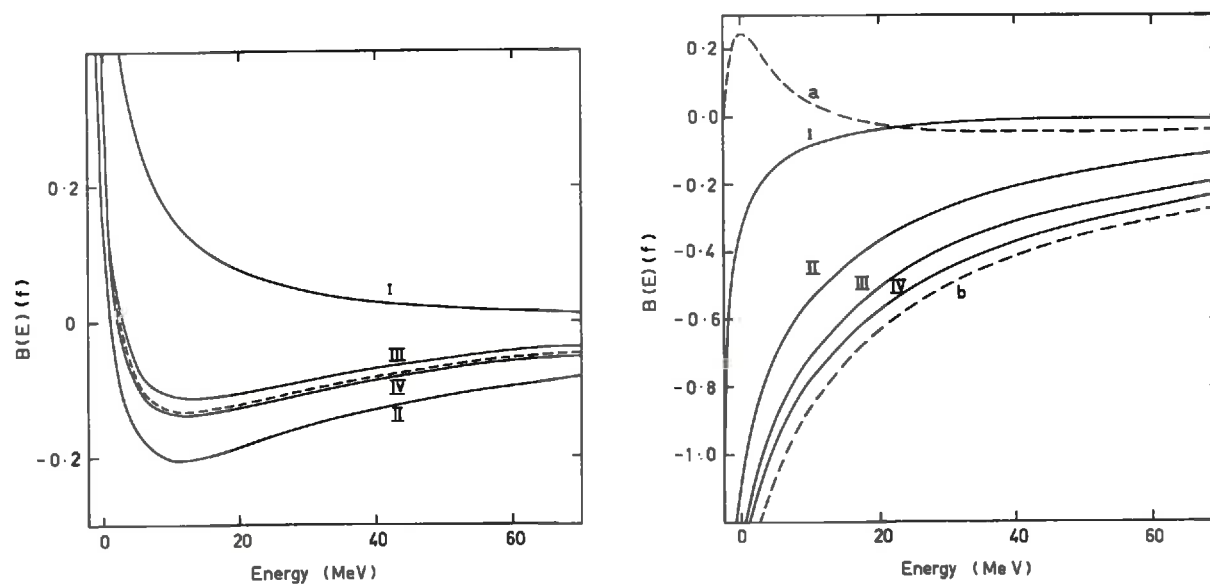 B(E) (f)
0·2
0
-0·2
I
III
IV
II
0
20
40
60
Energy (MeV)
B(E) (f)
0·2
0·0
-0·2
-0·4
-0·6
-0·8
-1·0
a
I
II
III
IV
b
0
20
40
60
Energy (MeV)